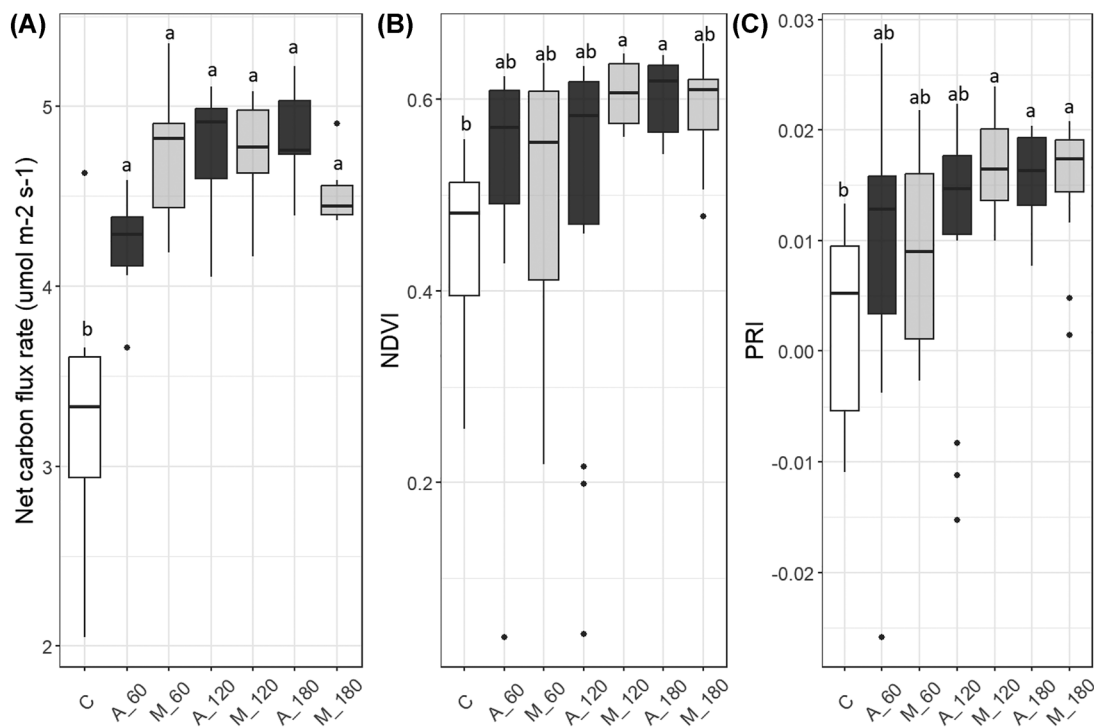 (A)
Net carbon flux rate (umol m-2 s-1)
5
4
3
2
b
a
a
a
a
a
a
C
A_60
M_60
A_120
M_120
A_180
M_180
(B)
NDVI
0.6
0.4
0.2
b
ab
ab
ab
a
a
ab
C
A_60
M_60
A_120
M_120
A_180
M_180
(C)
PRI
0.03
0.02
0.01
0.00
-0.01
-0.02
b
ab
ab
ab
a
a
a
C
A_60
M_60
A_120
M_120
A_180
M_180